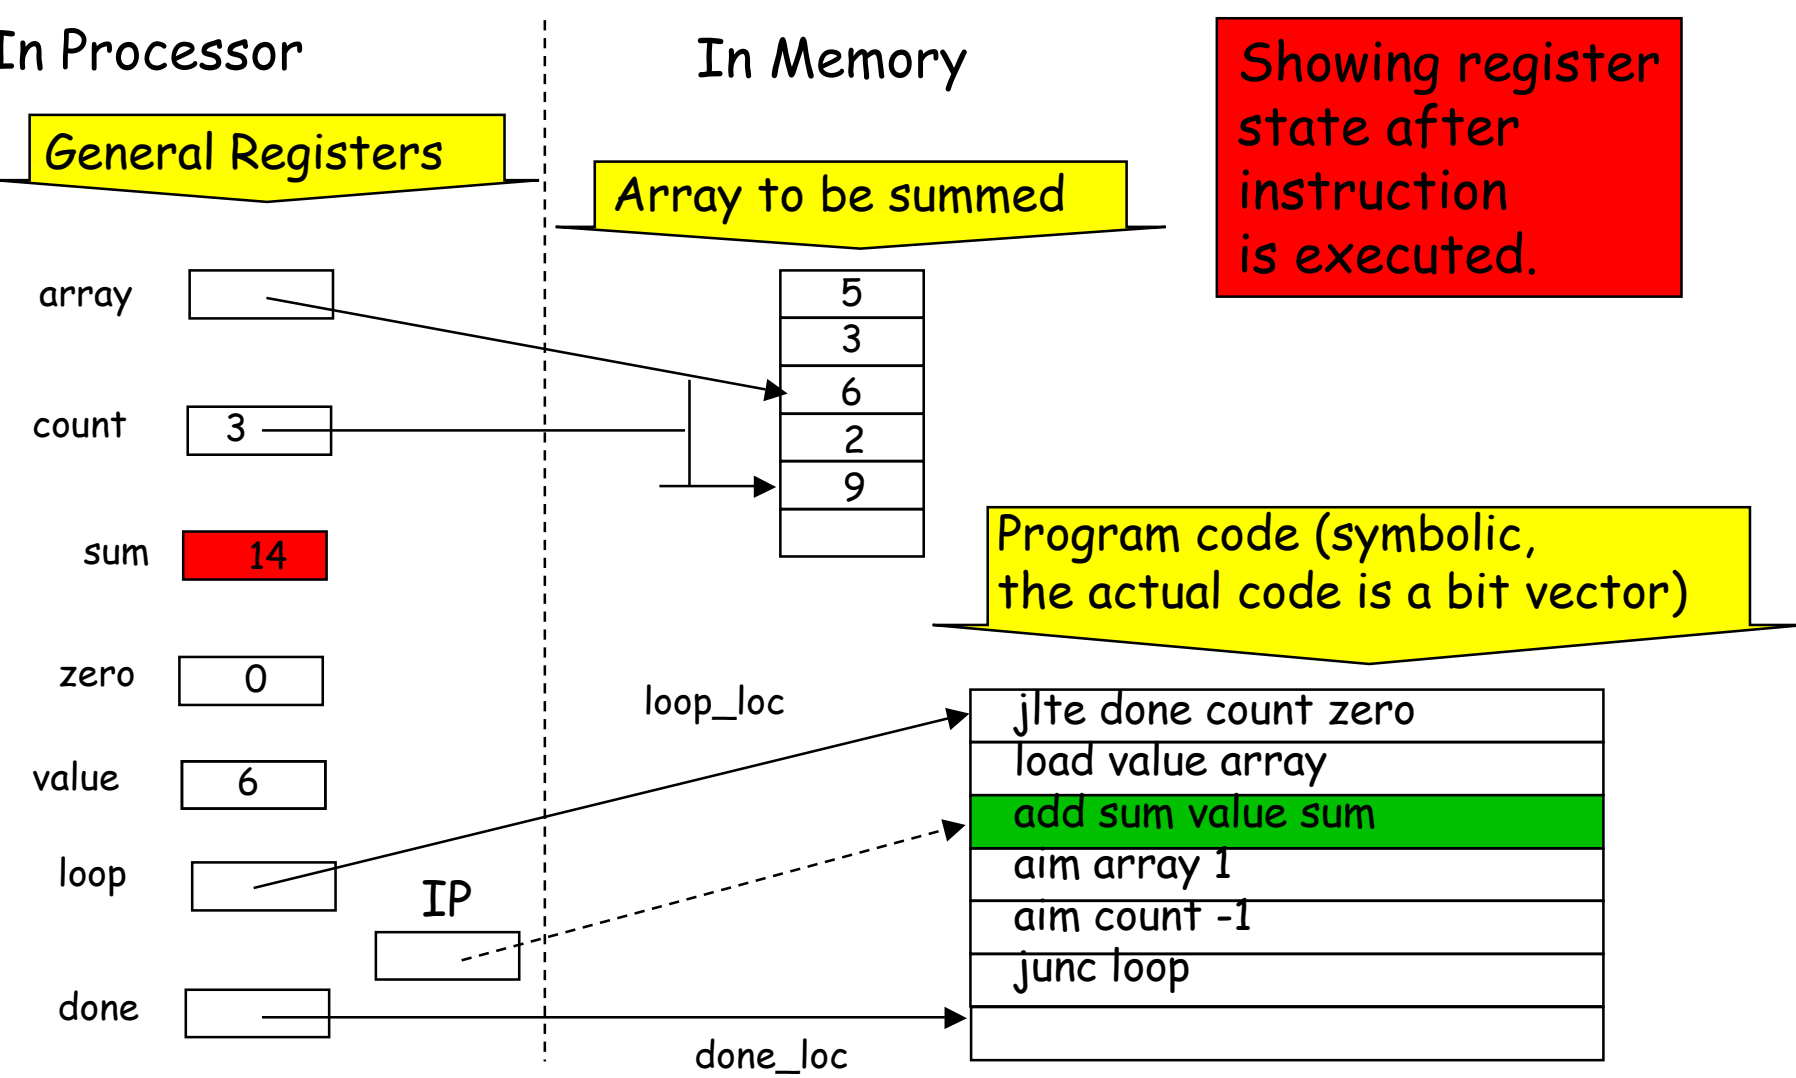 In Processor
In Memory
Showing register
state after
instruction
is executed.
General Registers
Array to be summed
array
count
3
sum
14
zero
0
value
6
loop
IP
done
5
3
6
2
9
Program code (symbolic,
the actual code is a bit vector)
loop_loc
done_loc
jlte done count zero
load value array
add sum value sum
aim array 1
aim count -1
junc loop